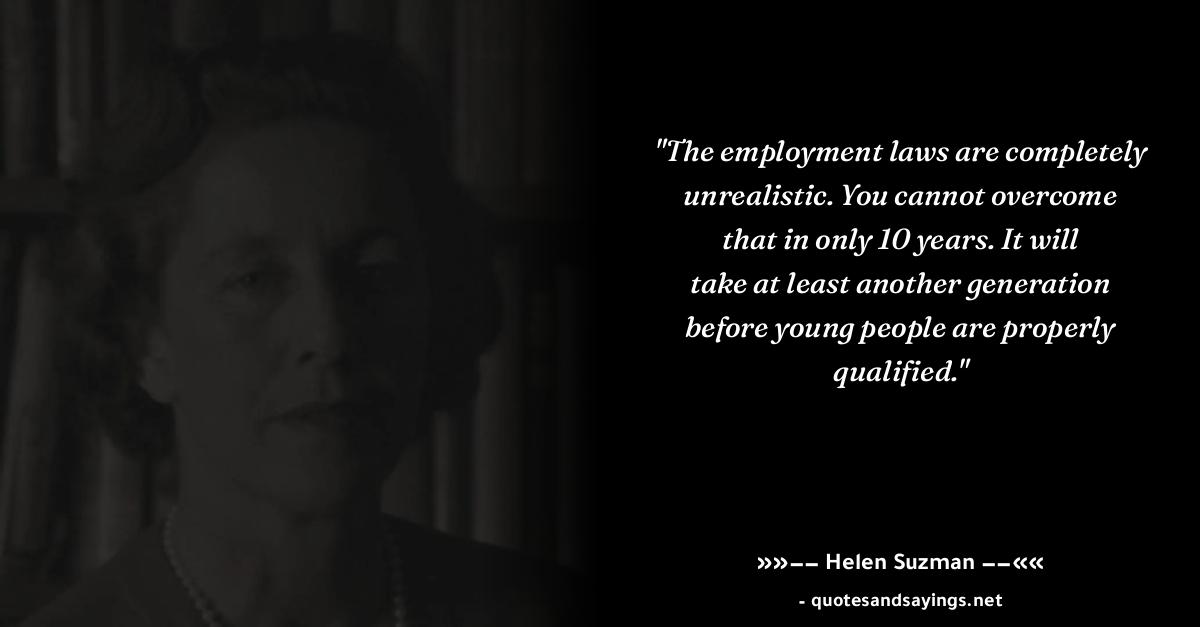 "The employment laws are completely
unrealistic. You cannot overcome
that in only 10 years. It will
take at least another generation
before young people are properly
qualified."
»»−− Helen Suzman −−««
- quotesandsayings.net